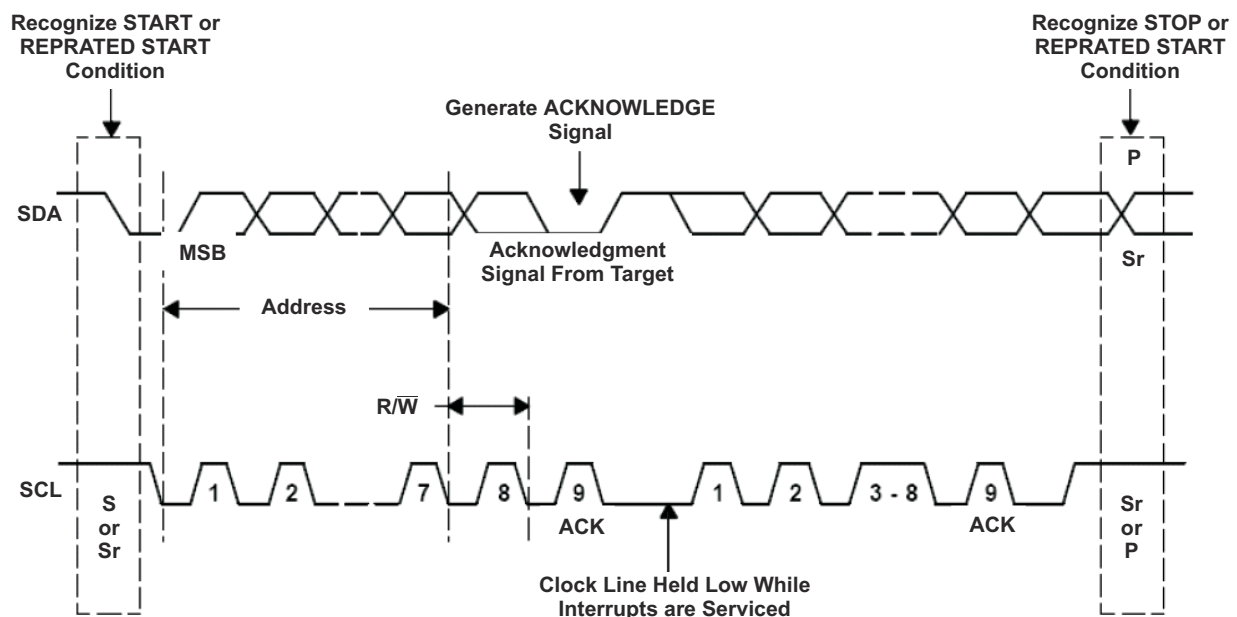 Recognize START or
REPRATED START
Condition
Recognize STOP or
REPRATED START
Condition
Generate ACKNOWLEDGE
Signal
P
SDA
MSB
Acknowledgment
Signal From Target
Sr
Address
R/W̅
SCL
1
2
7
8
9
1
2
3 - 8
9
S
or
Sr
ACK
ACK
Sr
or
P
Clock Line Held Low While
Interrupts are Serviced